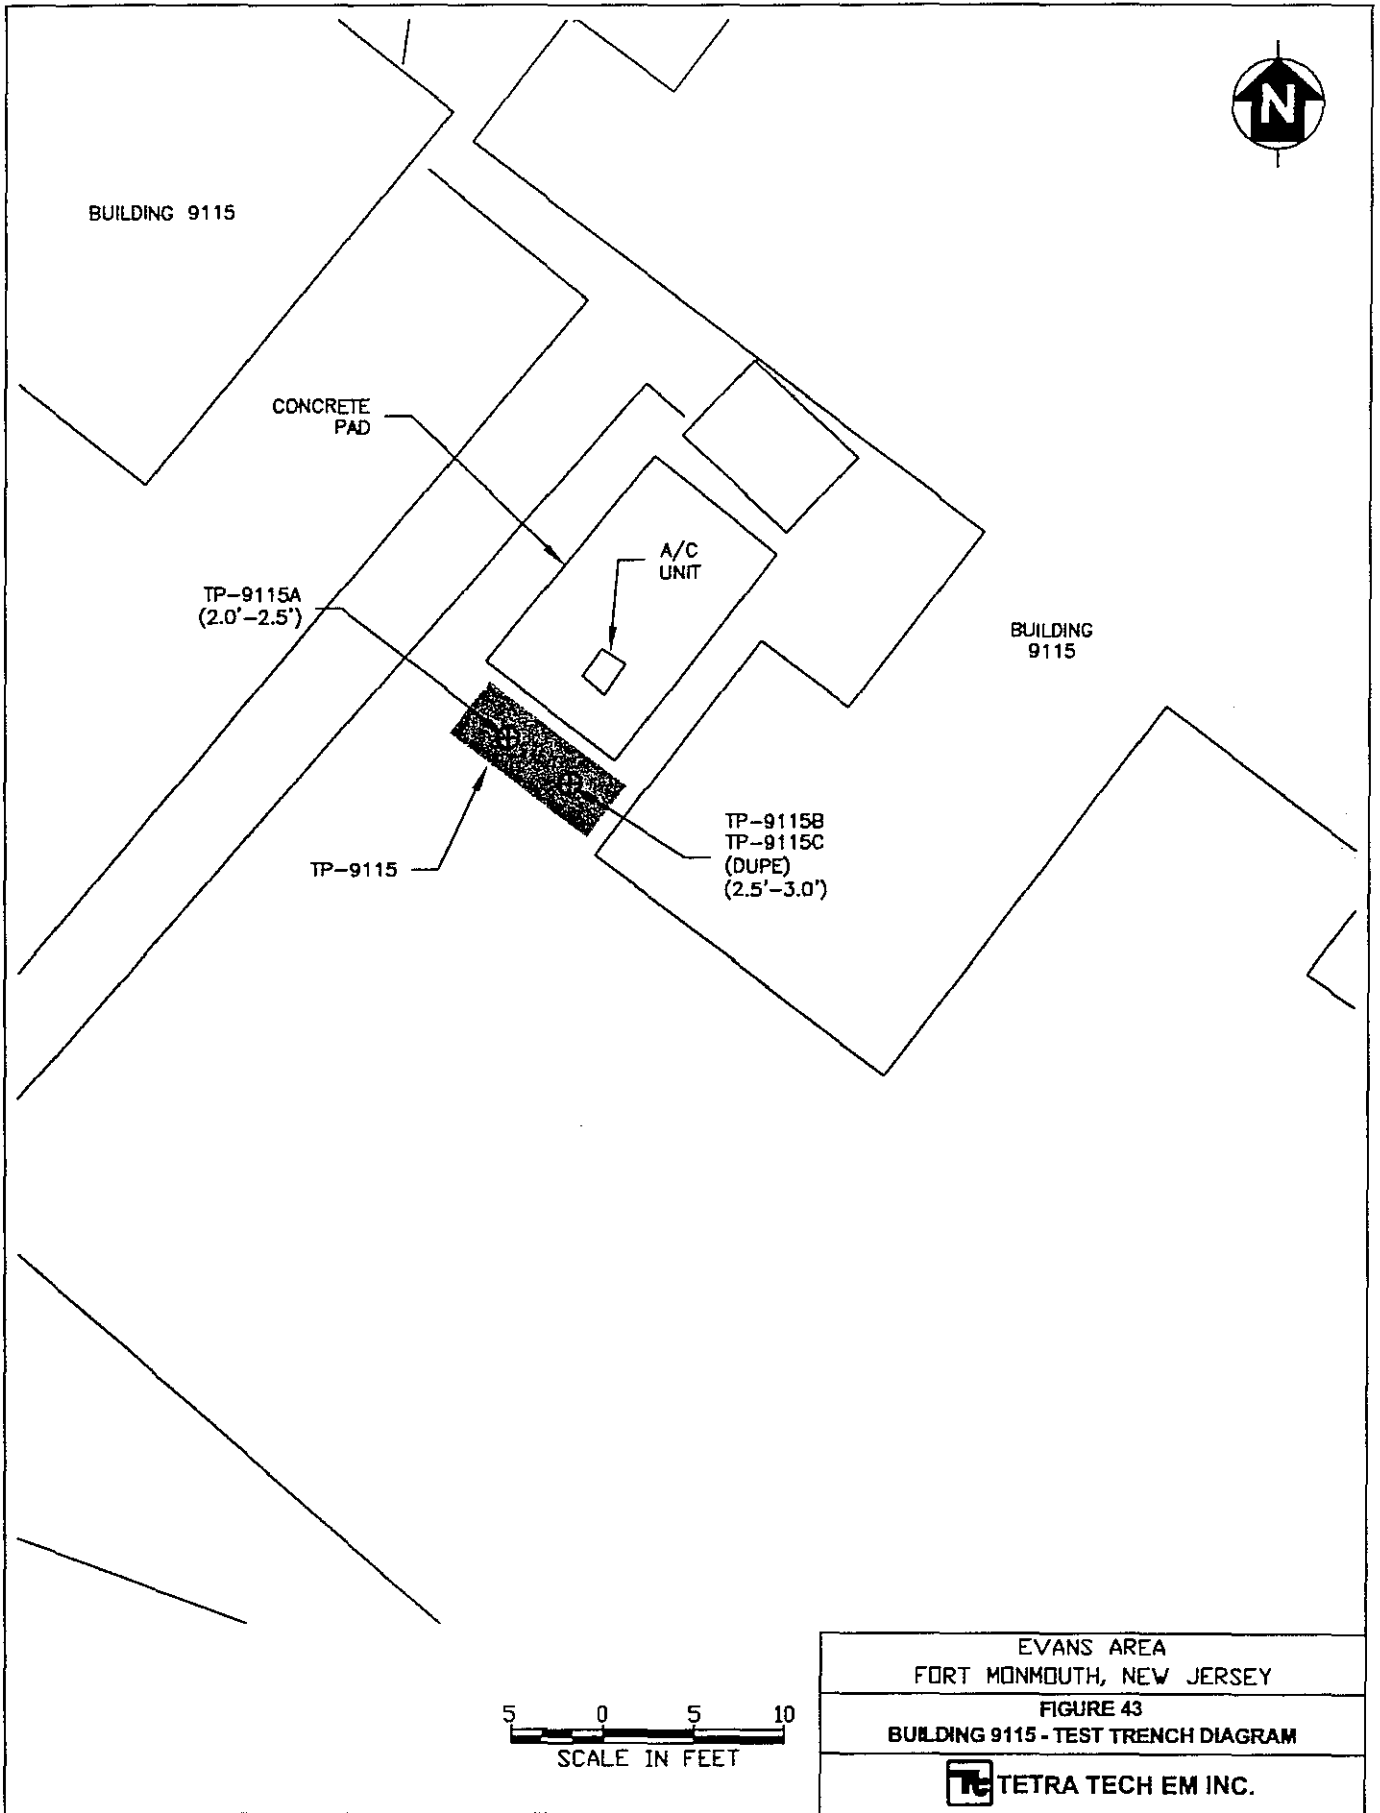 N
BUILDING 9115
CONCRETE
PAD
A/C
UNIT
TP-9115A
(2.0'-2.5')
BUILDING
9115
TP-9115B
TP-9115C
(DUPE)
(2.5'-3.0')
TP-9115
EVANS AREA
FORT MONMOUTH, NEW JERSEY
FIGURE 43
BUILDING 9115 - TEST TRENCH DIAGRAM
5 0 5 10
SCALE IN FEET
TETRA TECH EM INC.